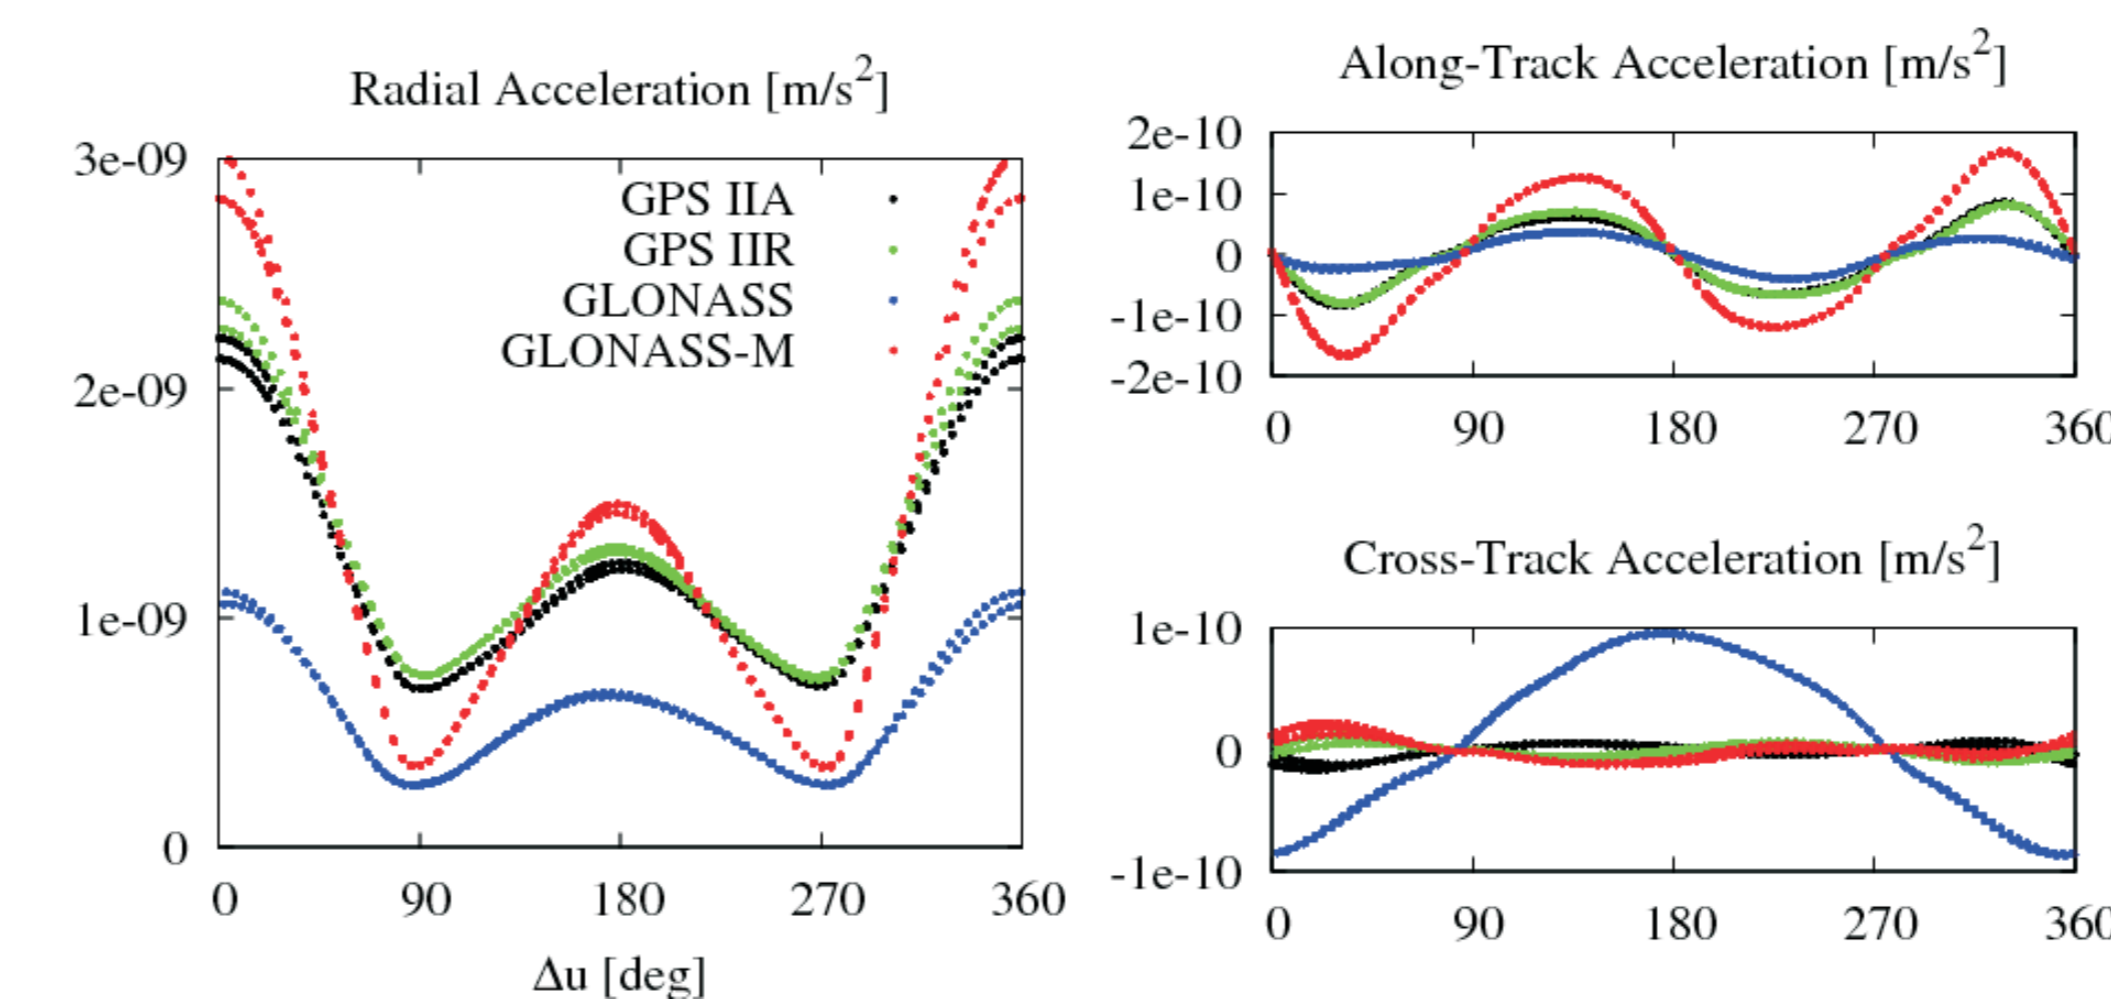 Radial Acceleration [m/s²]
3e-09
2e-09
1e-09
0
GPS IIA
GPS IIR
GLONASS
GLONASS-M
0 90 180 270 360
Δu [deg]
Along-Track Acceleration [m/s²]
2e-10
1e-10
0
-1e-10
-2e-10
0 90 180 270 360
Cross-Track Acceleration [m/s²]
1e-10
0
-1e-10
0 90 180 270 360